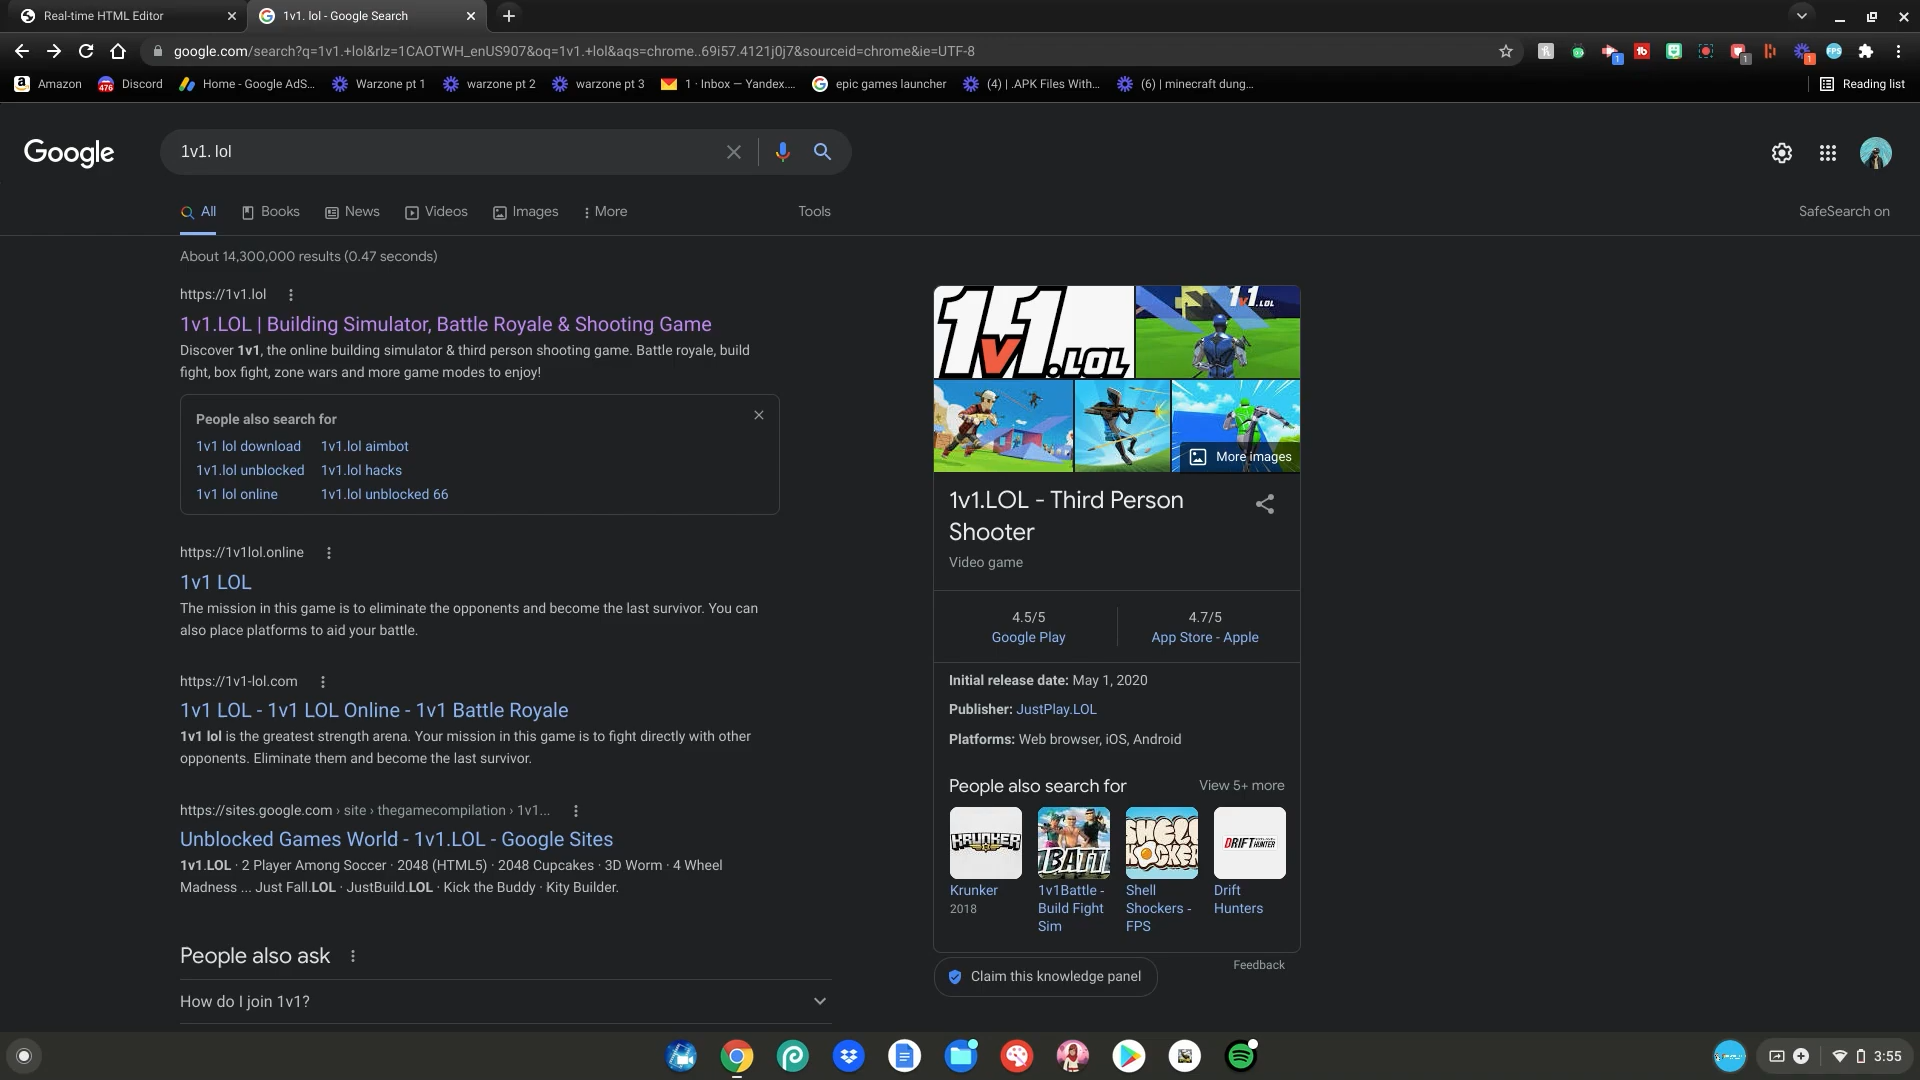 Real-time HTML Editor
1v1. lol - Google Search
google.com/search?q=1v1.+lol&rlz=1CAOTWH_enUS907&oq=1v1.+lol&aqs=chrome..69i57.4121j0j7&sourceid=chrome&ie=UTF-8
Amazon
476
Discord
Home - Google AdS...
Warzone pt 1
warzone pt 2
warzone pt 3
1 · Inbox — Yandex....
epic games launcher
(4) | .APK Files With...
(6) | minecraft dung...
Reading list
Google
1v1. lol
All
Books
News
Videos
Images
More
Tools
SafeSearch on
About 14,300,000 results (0.47 seconds)
https://1v1.lol
1v1.LOL | Building Simulator, Battle Royale & Shooting Game
Discover 1v1, the online building simulator & third person shooting game. Battle royale, build
fight, box fight, zone wars and more game modes to enjoy!
People also search for
1v1 lol download
1v1.lol aimbot
1v1.lol unblocked
1v1.lol hacks
1v1 lol online
1v1.lol unblocked 66
https://1v1lol.online
1v1 LOL
The mission in this game is to eliminate the opponents and become the last survivor. You can
also place platforms to aid your battle.
https://1v1-lol.com
1v1 LOL - 1v1 LOL Online - 1v1 Battle Royale
1v1 lol is the greatest strength arena. Your mission in this game is to fight directly with other
opponents. Eliminate them and become the last survivor.
https://sites.google.com › site › thegamecompilation › 1v1...
Unblocked Games World - 1v1.LOL - Google Sites
1v1.LOL · 2 Player Among Soccer · 2048 (HTML5) · 2048 Cupcakes · 3D Worm · 4 Wheel
Madness ... Just Fall.LOL · JustBuild.LOL · Kick the Buddy · Kity Builder.
People also ask
How do I join 1v1?
1v1.LOL
1v1.LOL
More images
1v1.LOL - Third Person
Shooter
Video game
4.5/5
Google Play
4.7/5
App Store - Apple
Initial release date: May 1, 2020
Publisher: JustPlay.LOL
Platforms: Web browser, iOS, Android
People also search for
View 5+ more
KRUNKER
BATTL
SHELL
SHOCKERS
DRIFT HUNTER
Krunker
2018
1v1Battle -
Build Fight
Sim
Shell
Shockers -
FPS
Drift
Hunters
Feedback
Claim this knowledge panel
3:55